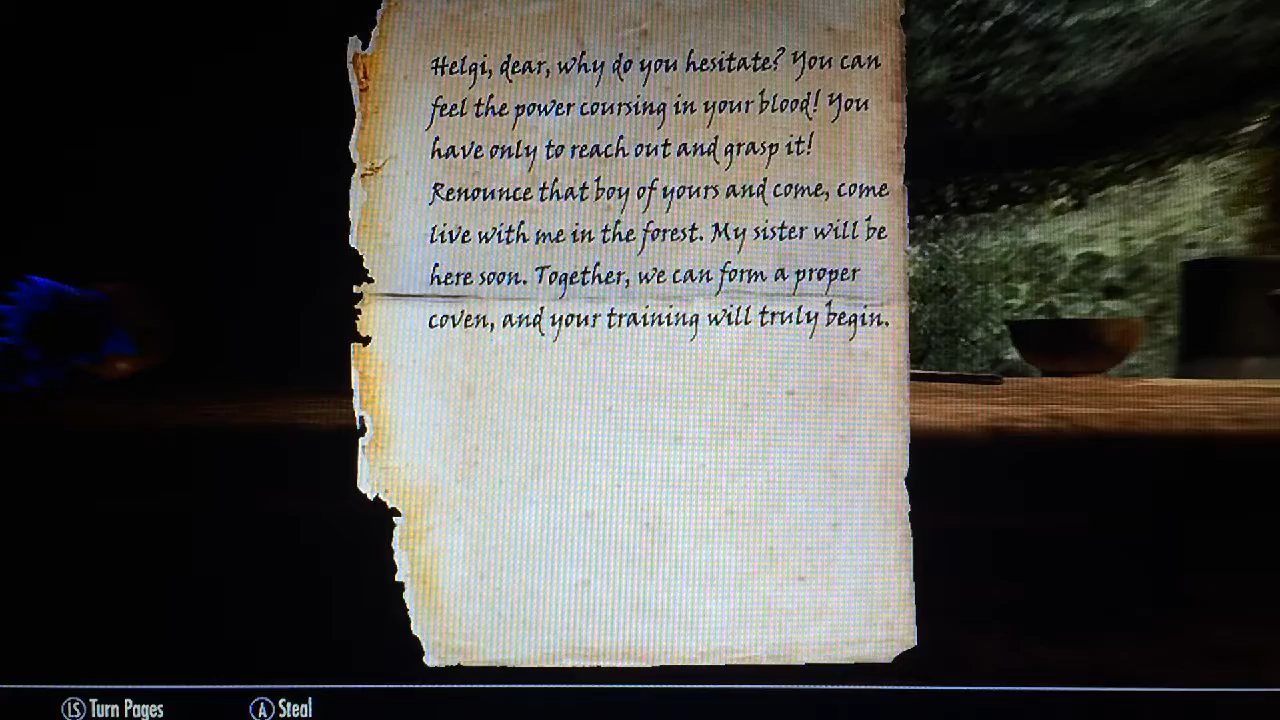 Helgi, dear, why do you hesitate? You can
feel the power coursing in your blood! You
have only to reach out and grasp it!
Renounce that boy of yours and come, come
live with me in the forest. My sister will be
here soon. Together, we can form a proper
coven, and your training will truly begin.
LS Turn Pages
A Steal